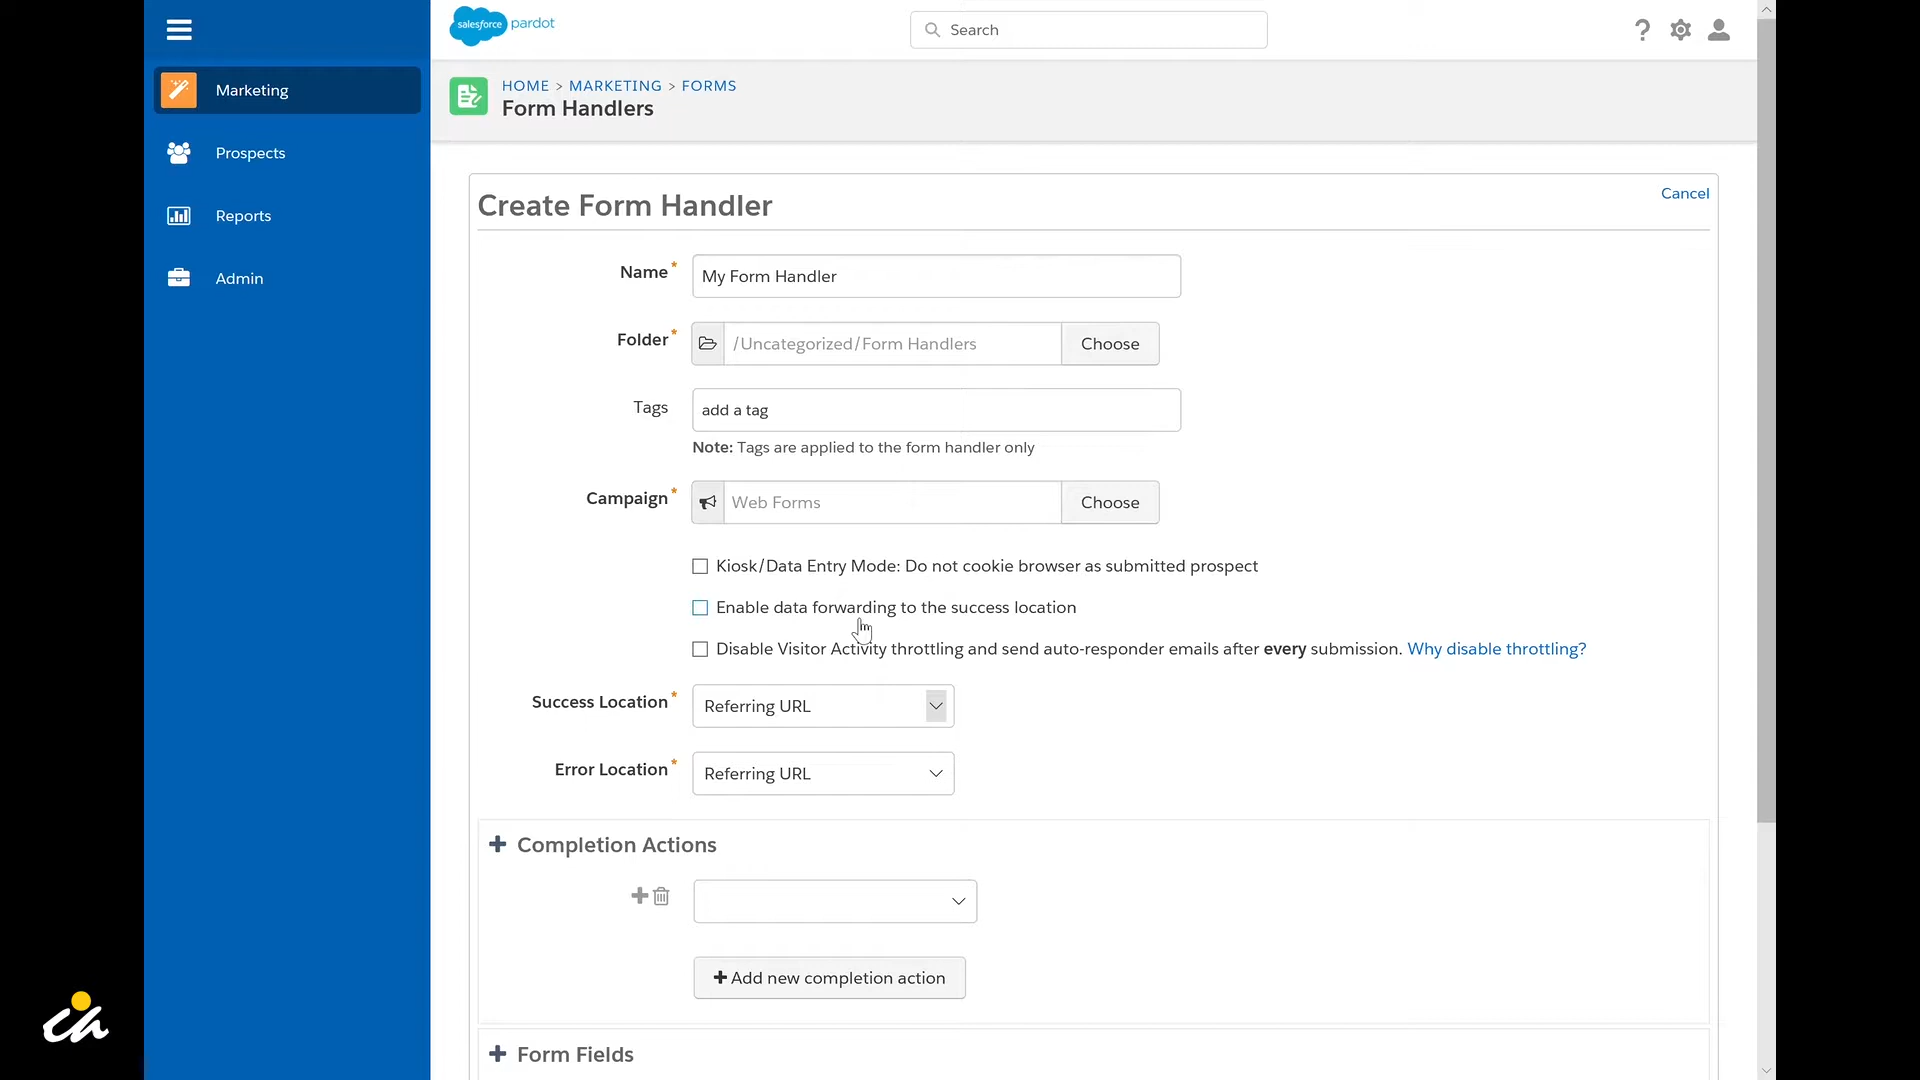 salesforce pardot
Search
Marketing
HOME > MARKETING > FORMS
Form Handlers
Prospects
Reports
Admin
Create Form Handler
Cancel
Name *
My Form Handler
Folder *
/Uncategorized/Form Handlers
Choose
Tags
add a tag
Note: Tags are applied to the form handler only
Campaign *
Web Forms
Choose
Kiosk/Data Entry Mode: Do not cookie browser as submitted prospect
Enable data forwarding to the success location
Disable Visitor Activity throttling and send auto-responder emails after every submission. Why disable throttling?
Success Location *
Referring URL
Error Location *
Referring URL
Completion Actions
Add new completion action
Form Fields